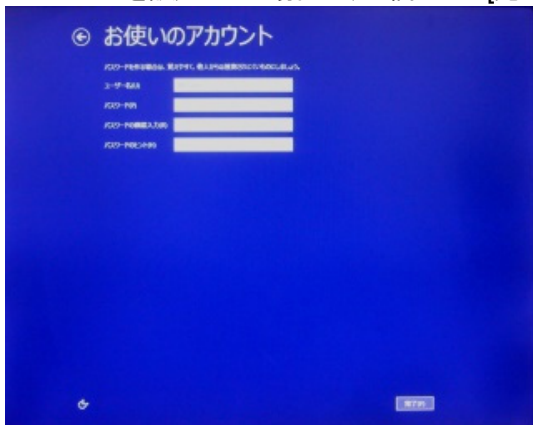 お使いのアカウント
パスワードを作る場合は、覚えやすく、他人からは推測されにくいものにしましょう。
ユーザー名(U)
パスワード(P)
パスワードの確認入力(R)
パスワードのヒント(H)
完了(F)